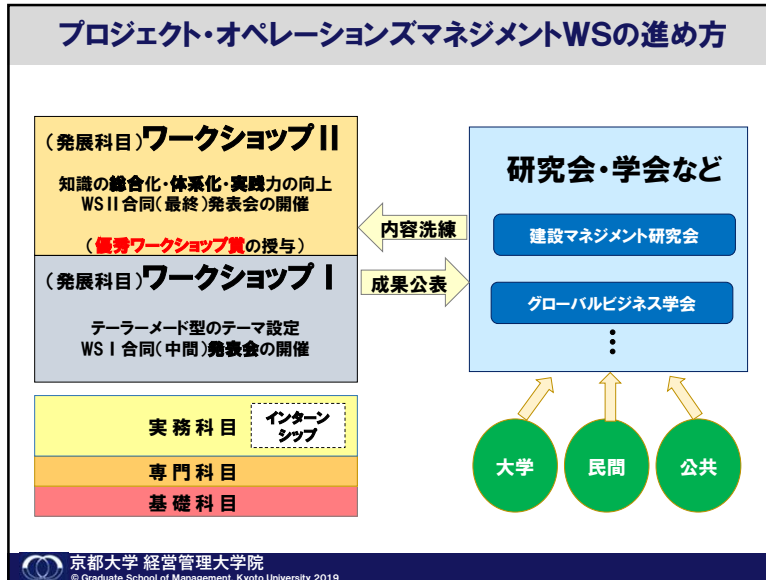 プロジェクト・オペレーションズマネジメントWSの進め方
(発展科目)ワークショップⅡ
知識の総合化・体系化・実践力の向上
WSⅡ合同(最終)発表会の開催
(優秀ワークショップ賞の授与)
(発展科目)ワークショップⅠ
テーラーメード型のテーマ設定
WSⅠ合同(中間)発表会の開催
実務科目
インターン
シップ
専門科目
基礎科目
内容洗練
成果公表
研究会・学会など
建設マネジメント研究会
グローバルビジネス学会
⋮
大学
民間
公共
京都大学 経営管理大学院
© Graduate School of Management, Kyoto University 2019